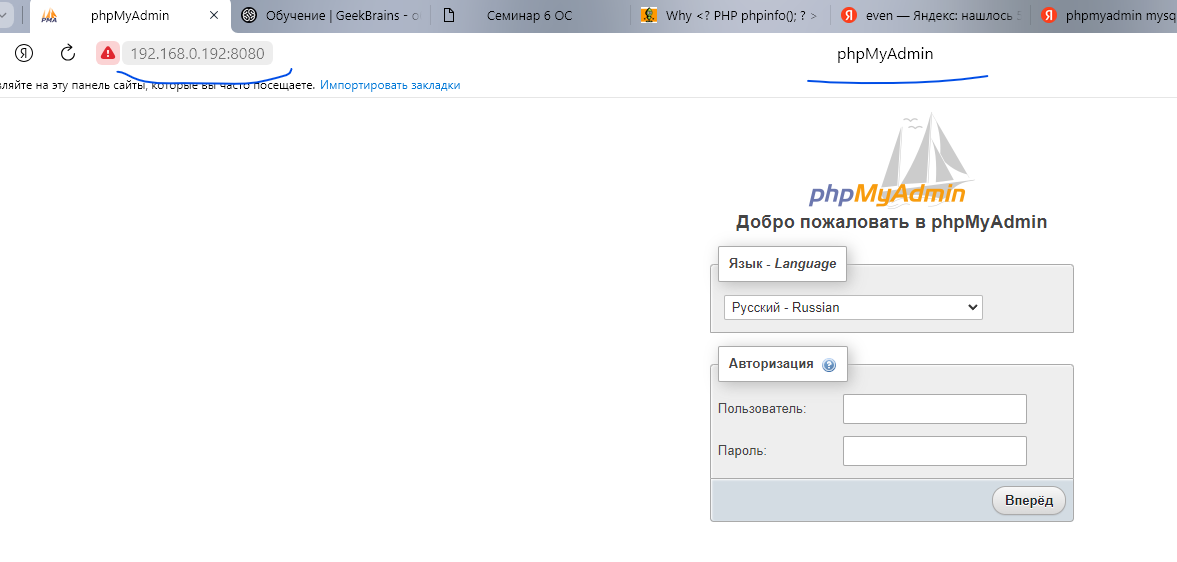 phpMyAdmin
Обучение | GeekBrains - о
Семинар 6 ОС
Why <? PHP phpinfo(); ? >
even — Яндекс: нашлось
phpmyadmin mysq
Я
192.168.0.192:8080
phpMyAdmin
вляйте на эту панель сайты, которые вы часто посещаете. Импортировать закладки
phpMyAdmin
Добро пожаловать в phpMyAdmin
Язык - Language
Русский - Russian
Авторизация
Пользователь:
Пароль:
Вперёд